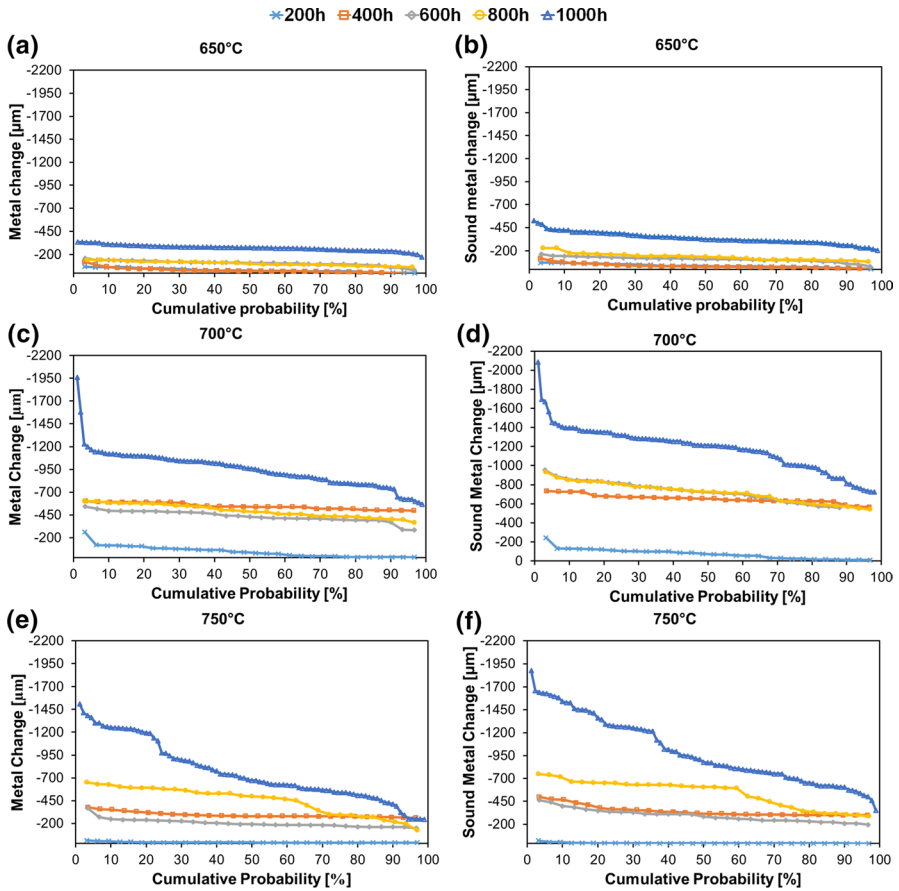 200h 400h 600h 800h 1000h
(a) 650°C
Metal change [µm]
-2200
-1950
-1700
-1450
-1200
-950
-700
-450
-200
0 10 20 30 40 50 60 70 80 90 100
Cumulative probability [%]
(b) 650°C
Sound metal change [µm]
-2200
-1950
-1700
-1450
-1200
-950
-700
-450
-200
0 10 20 30 40 50 60 70 80 90 100
Cumulative probability [%]
(c) 700°C
Metal Change [µm]
-2200
-1950
-1700
-1450
-1200
-950
-700
-450
-200
0 10 20 30 40 50 60 70 80 90 100
Cumulative Probability [%]
(d) 700°C
Sound Metal Change [µm]
-2200
-2000
-1800
-1600
-1400
-1200
-1000
-800
-600
-400
-200
0
0 10 20 30 40 50 60 70 80 90 100
Cumulative Probability [%]
(e) 750°C
Metal Change [µm]
-2200
-1950
-1700
-1450
-1200
-950
-700
-450
-200
0 10 20 30 40 50 60 70 80 90 100
Cumulative Probability [%]
(f) 750°C
Sound Metal Change [µm]
-2200
-1950
-1700
-1450
-1200
-950
-700
-450
-200
0 10 20 30 40 50 60 70 80 90 100
Cumulative Probability [%]